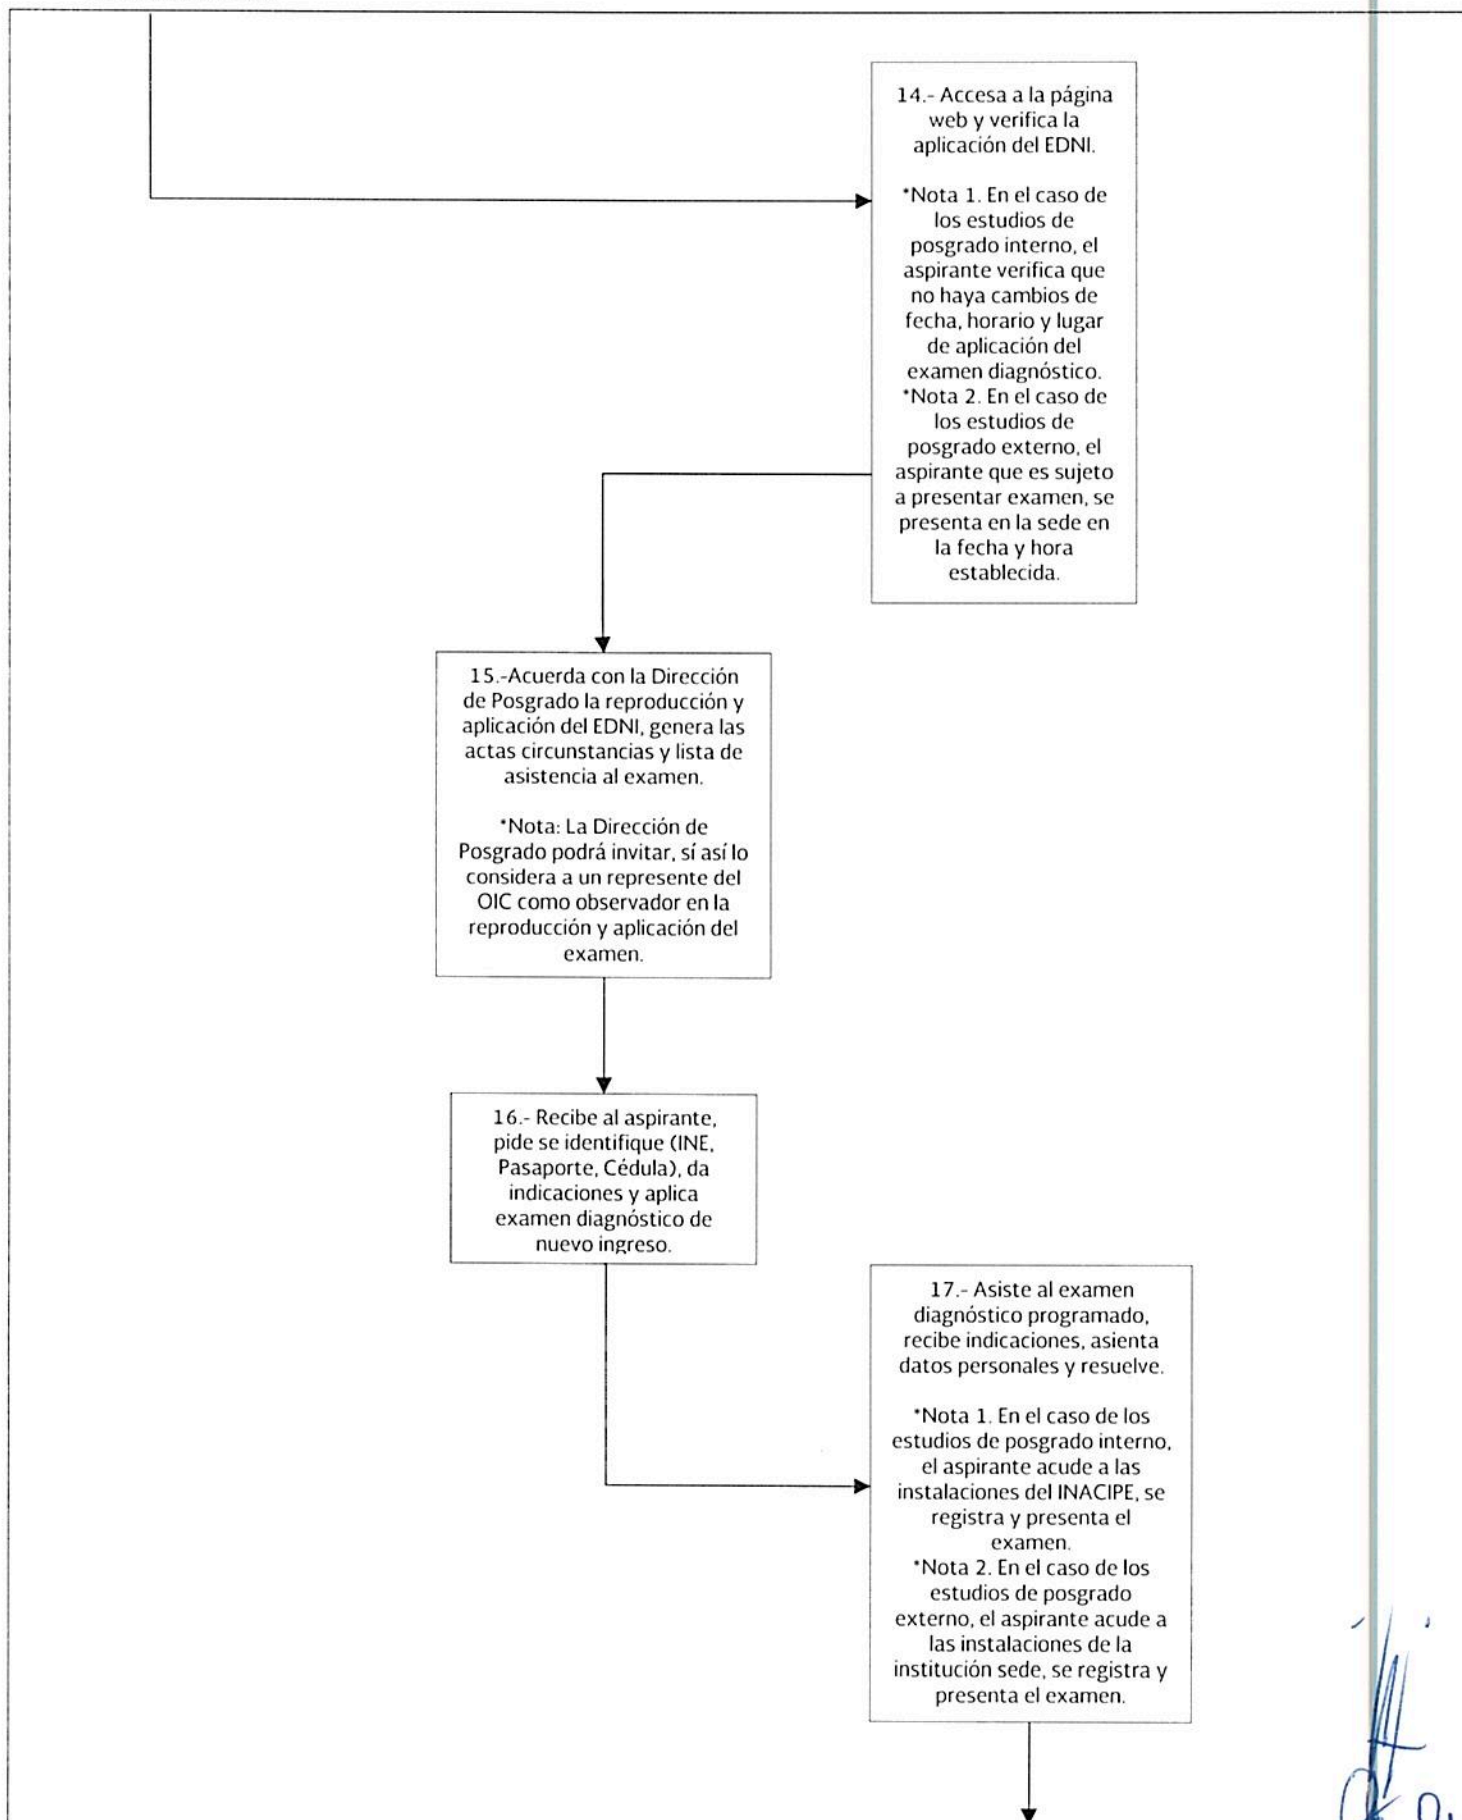 14.- Accesa a la página
web y verifica la
aplicación del EDNI.
*Nota 1. En el caso de
los estudios de
posgrado interno, el
aspirante verifica que
no haya cambios de
fecha, horario y lugar
de aplicación del
examen diagnóstico.
*Nota 2. En el caso de
los estudios de
posgrado externo, el
aspirante que es sujeto
a presentar examen, se
presenta en la sede en
la fecha y hora
establecida.
15.-Acuerda con la Dirección
de Posgrado la reproducción y
aplicación del EDNI, genera las
actas circunstancias y lista de
asistencia al examen.
*Nota: La Dirección de
Posgrado podrá invitar, sí así lo
considera a un represente del
OIC como observador en la
reproducción y aplicación del
examen.
16.- Recibe al aspirante,
pide se identifique (INE,
Pasaporte, Cédula), da
indicaciones y aplica
examen diagnóstico de
nuevo ingreso.
17.- Asiste al examen
diagnóstico programado,
recibe indicaciones, asienta
datos personales y resuelve.
*Nota 1. En el caso de los
estudios de posgrado interno,
el aspirante acude a las
instalaciones del INACIPE, se
registra y presenta el
examen.
*Nota 2. En el caso de los
estudios de posgrado
externo, el aspirante acude a
las instalaciones de la
institución sede, se registra y
presenta el examen.